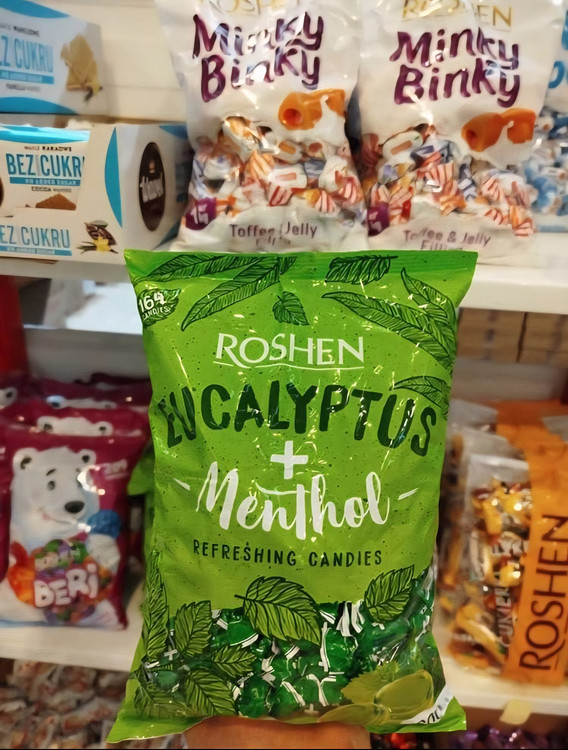 ROSHEN
Minky
Binky
Toffee & Jelly
ROSHEN
Minky
Binky
Toffee & Jelly
BEZ CUKRU
BEZ CUKR
EZ CUKRU
164
CANDIES
ROSHEN
EUCALYPTUS
+
Menthol
REFRESHING CANDIES
BERi
ROSHEN